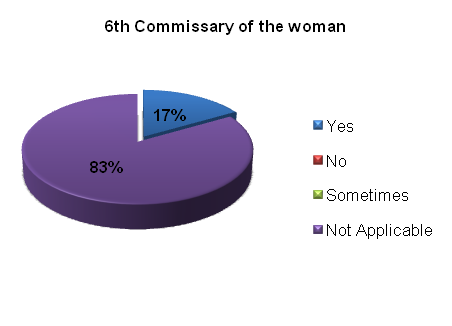 6th Commissary of the woman
17%
83%
Yes
No
Sometimes
Not Applicable